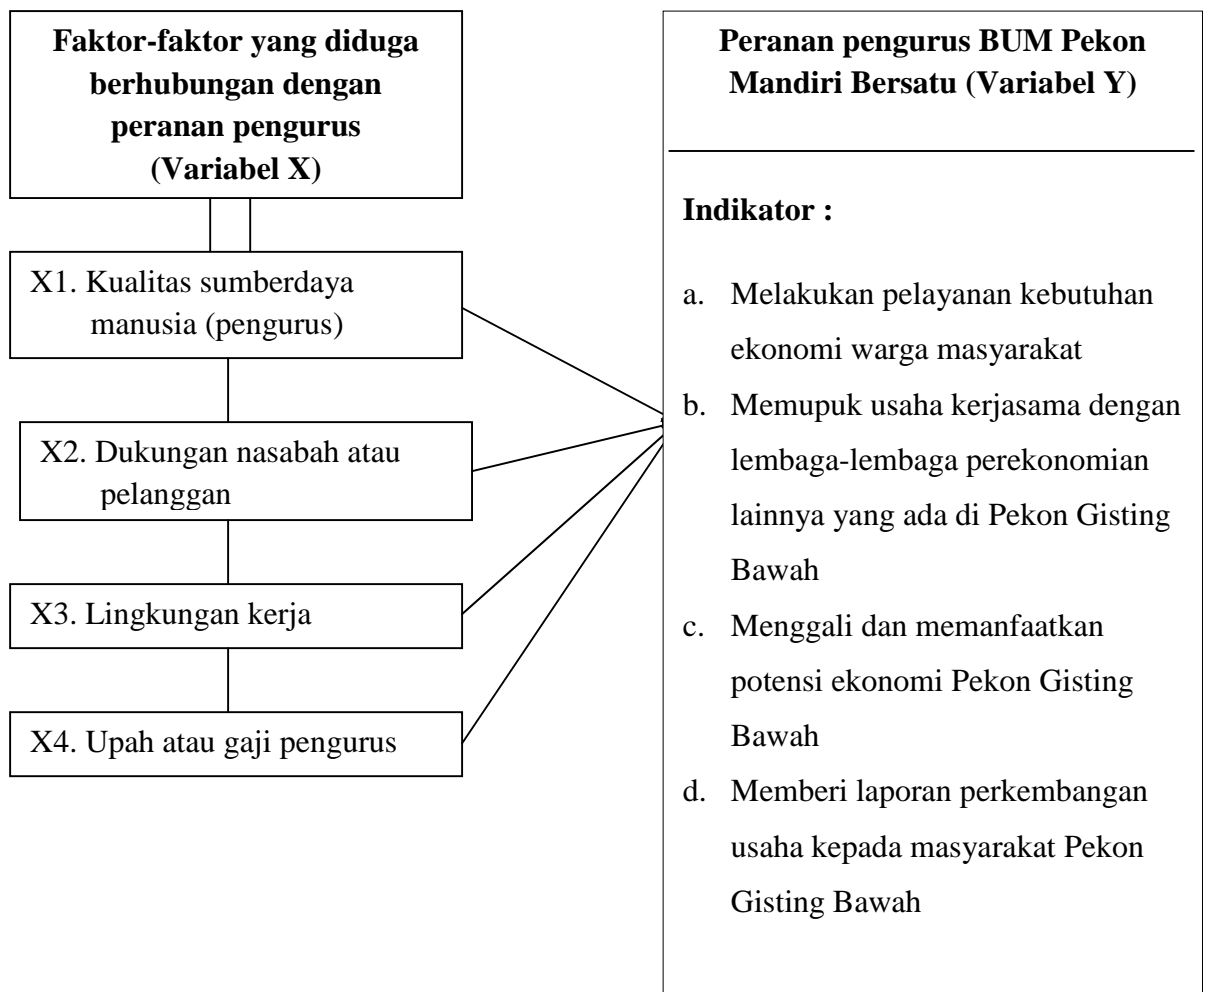 Faktor-faktor yang diduga
berhubungan dengan
peranan pengurus
(Variabel X)
X1. Kualitas sumberdaya
manusia (pengurus)
X2. Dukungan nasabah atau
pelanggan
X3. Lingkungan kerja
X4. Upah atau gaji pengurus
Peranan pengurus BUM Pekon
Mandiri Bersatu (Variabel Y)
Indikator :
a. Melakukan pelayanan kebutuhan
ekonomi warga masyarakat
b. Memupuk usaha kerjasama dengan
lembaga-lembaga perekonomian
lainnya yang ada di Pekon Gisting
Bawah
c. Menggali dan memanfaatkan
potensi ekonomi Pekon Gisting
Bawah
d. Memberi laporan perkembangan
usaha kepada masyarakat Pekon
Gisting Bawah